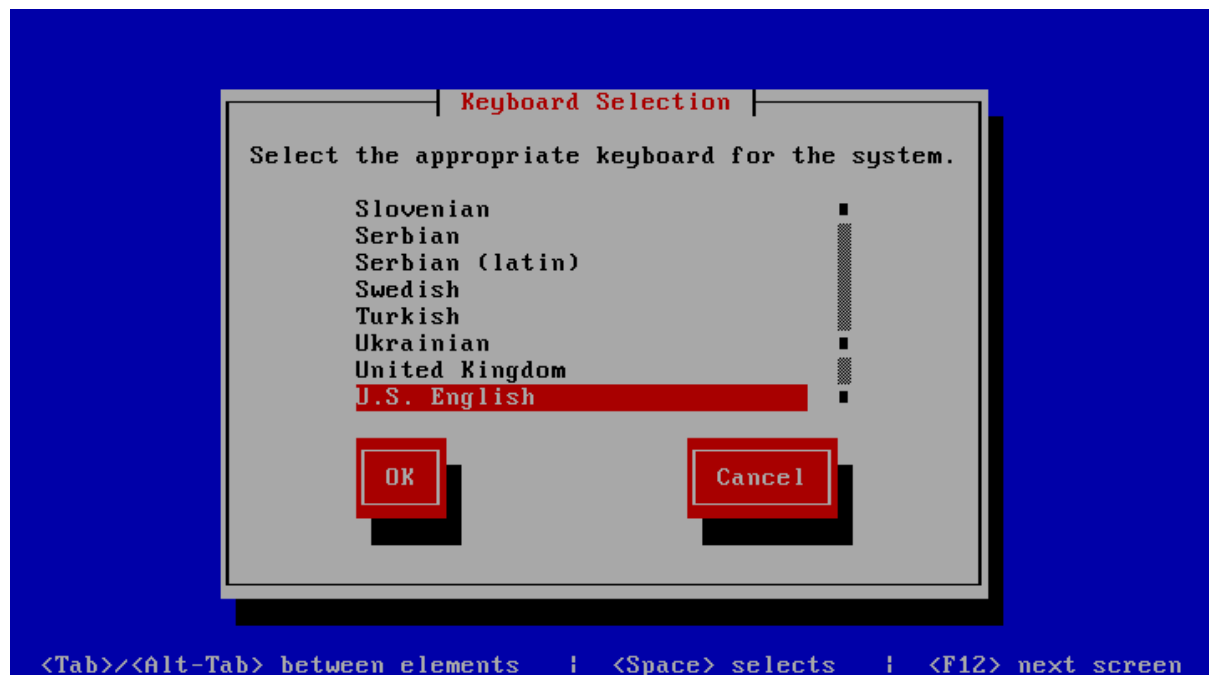 Keyboard Selection
Select the appropriate keyboard for the system.
Slovenian
Serbian
Serbian (latin)
Swedish
Turkish
Ukrainian
United Kingdom
U.S. English
OK Cancel
<Tab>/<Alt-Tab> between elements | <Space> selects | <F12> next screen